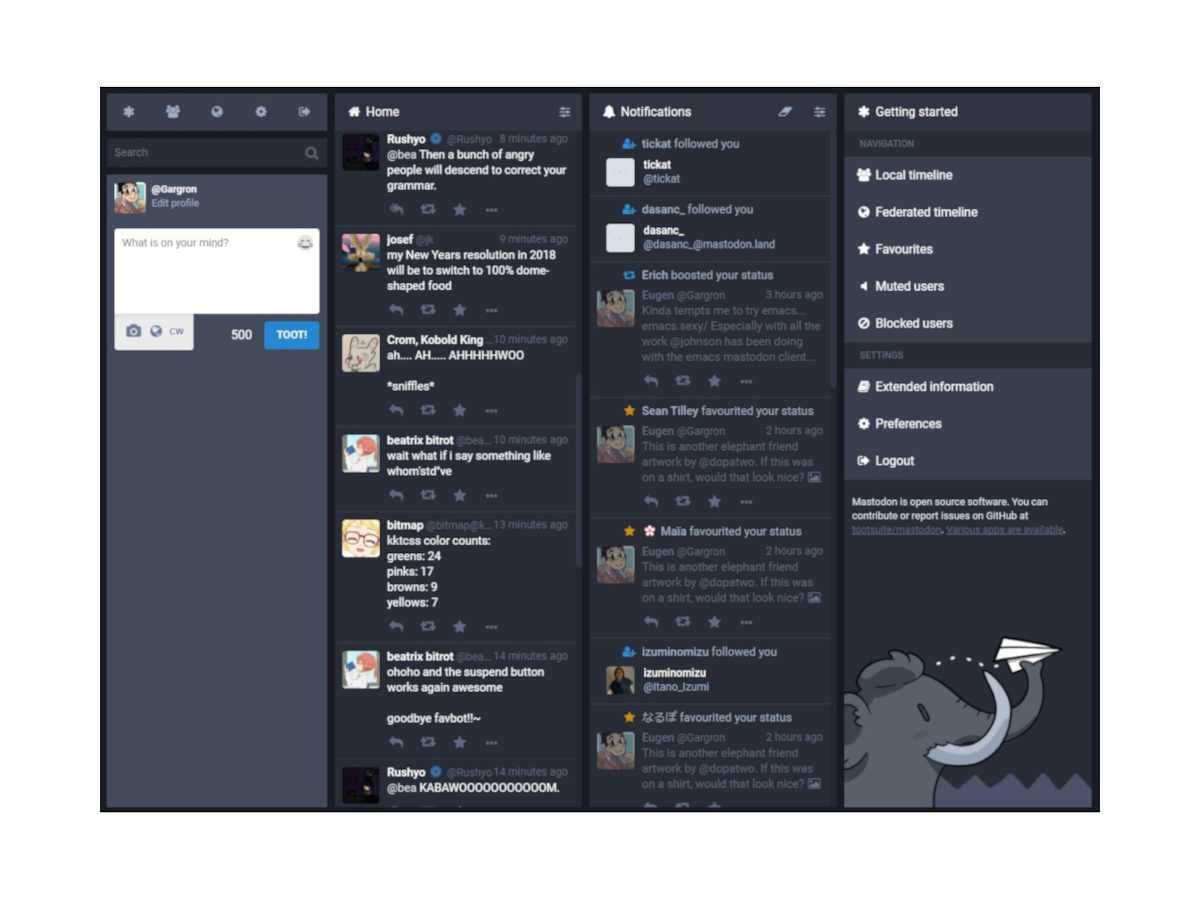 Search
@Gargron
Edit profile
What is on your mind?
CW
500
TOOT!
Home
Rushyo @Rushyo 8 minutes ago
@bea Then a bunch of angry
people will descend to correct your
grammar.
josef @jk 9 minutes ago
my New Years resolution in 2018
will be to switch to 100% dome-
shaped food
Crom, Kobold King ... 10 minutes ago
ah.... AH..... AHHHHHWOO
*sniffles*
beatrix bitrot @bea... 10 minutes ago
wait what if i say something like
whom'std"ve
bitmap @bitmap@k... 13 minutes ago
kktcss color counts:
greens: 24
pinks: 17
browns: 9
yellows: 7
beatrix bitrot @bea... 14 minutes ago
ohoho and the suspend button
works again awesome
goodbye favbot!!~
Rushyo @Rushyo 14 minutes ago
@bea KABAWOOOOOOOOOOM.
Notifications
tickat followed you
tickat
@tickat
dasanc_ followed you
dasanc_
@dasanc_@mastodon.land
Erich boosted your status
Eugen @Gargron 3 hours ago
Kinda tempts me to try emacs...
emacs.sexy/ Especially with all the
work @johnson has been doing
with the emacs mastodon client...
Sean Tilley favourited your status
Eugen @Gargron 2 hours ago
This is another elephant friend
artwork by @dopatwo. If this was
on a shirt, would that look nice?
Maïa favourited your status
Eugen @Gargron 2 hours ago
This is another elephant friend
artwork by @dopatwo. If this was
on a shirt, would that look nice?
izuminomizu followed you
izuminomizu
@Itano_Izumi
なるぽ favourited your status
Eugen @Gargron 2 hours ago
This is another elephant friend
artwork by @dopatwo. If this was
on a shirt, would that look nice?
Getting started
NAVIGATION
Local timeline
Federated timeline
Favourites
Muted users
Blocked users
SETTINGS
Extended information
Preferences
Logout
Mastodon is open source software. You can
contribute or report issues on GitHub at
tootsuite/mastodon. Various apps are available.